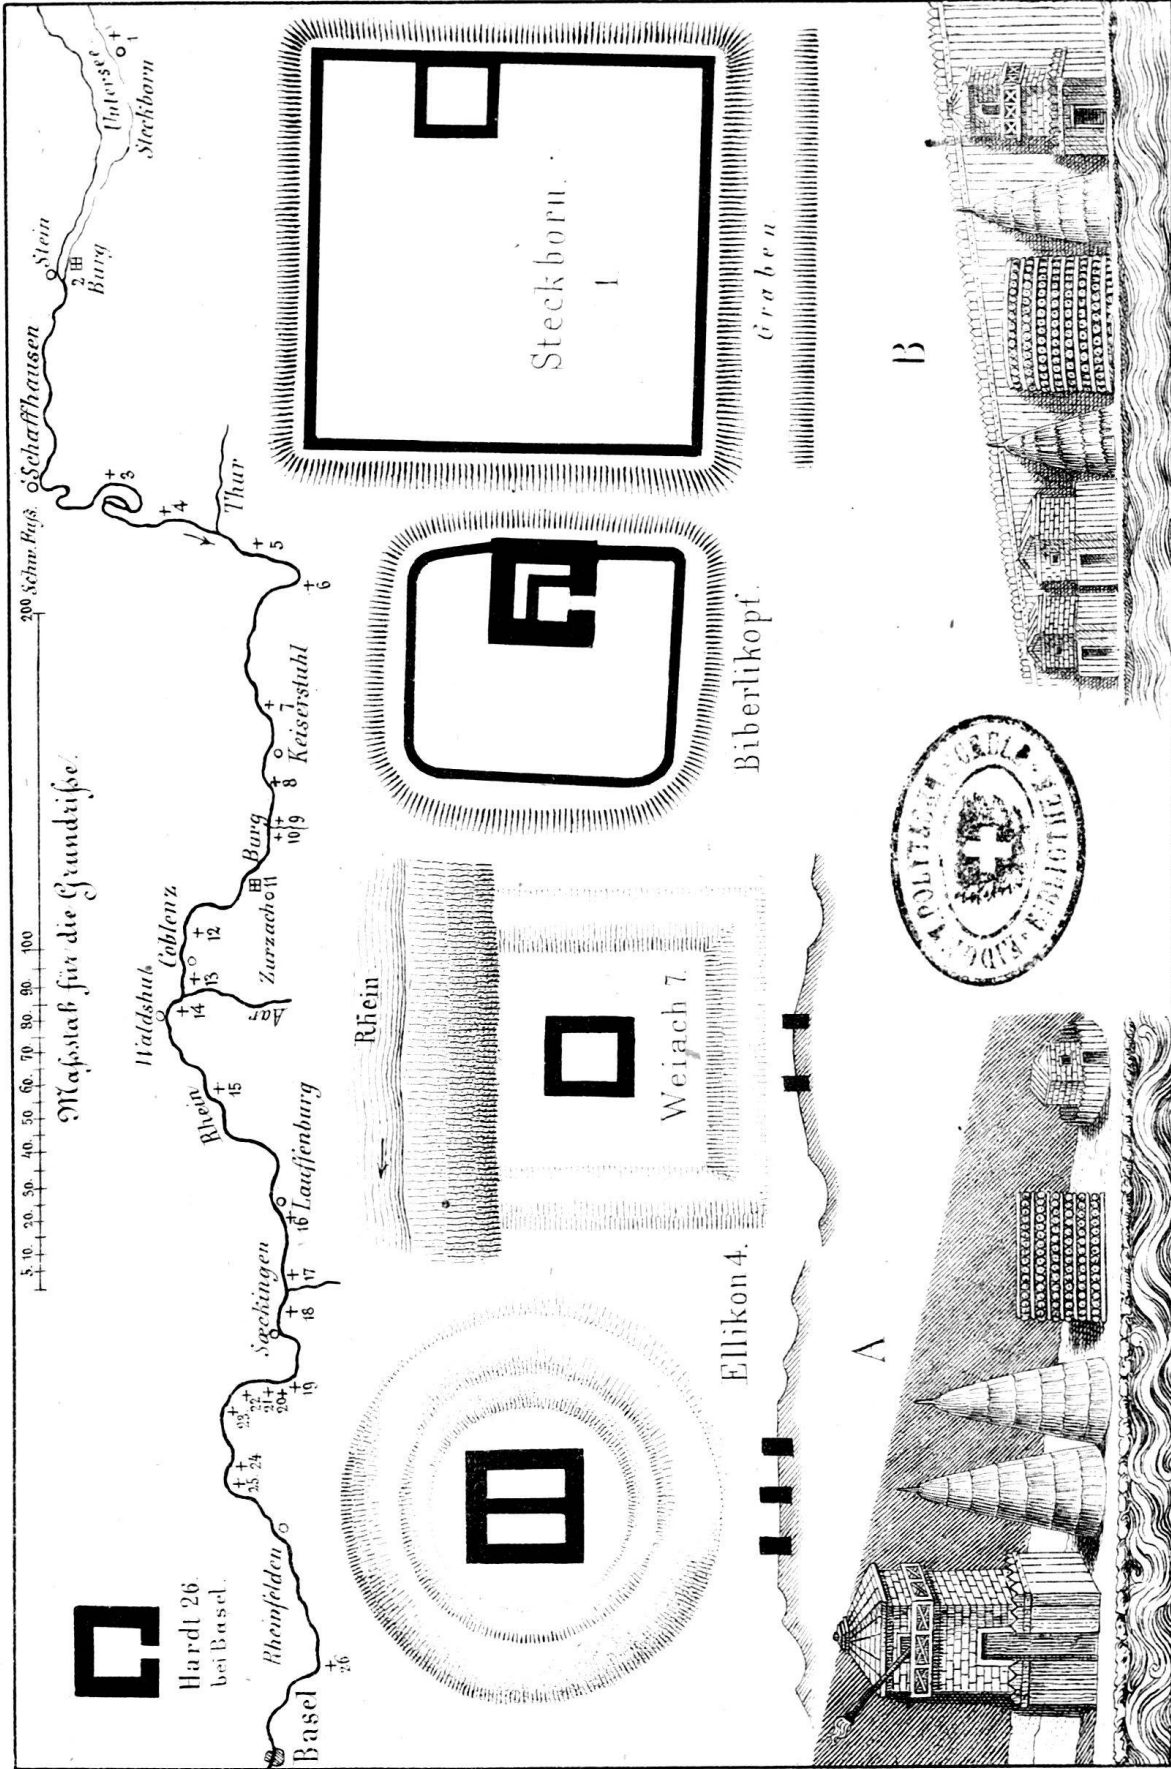 Hardt 26.
bei Basel.
5. 10. 20. 30. 40. 50. 60. 70. 80. 90. 100 200 Schw. Fuß.
Maßstab für die Grundriße.
Basel
26
Rheinfelden
25
24
23
22
21
20
19
Sæckingen
18
17
16
Lauffenburg
15
Rhein
Waldshut
14
Aar
13
Coblenz
12
Zurzach
11
Burg
10
9
8
Keiserstuhl
7
6
5
Thur
4
3
Schaffhausen
Stein
2
Burg
Untersee
Steckborn
1
Ellikon 4.
Rhein
Weiach 7.
Biberlikopf.
Steckborn.
1
Graben
A
B